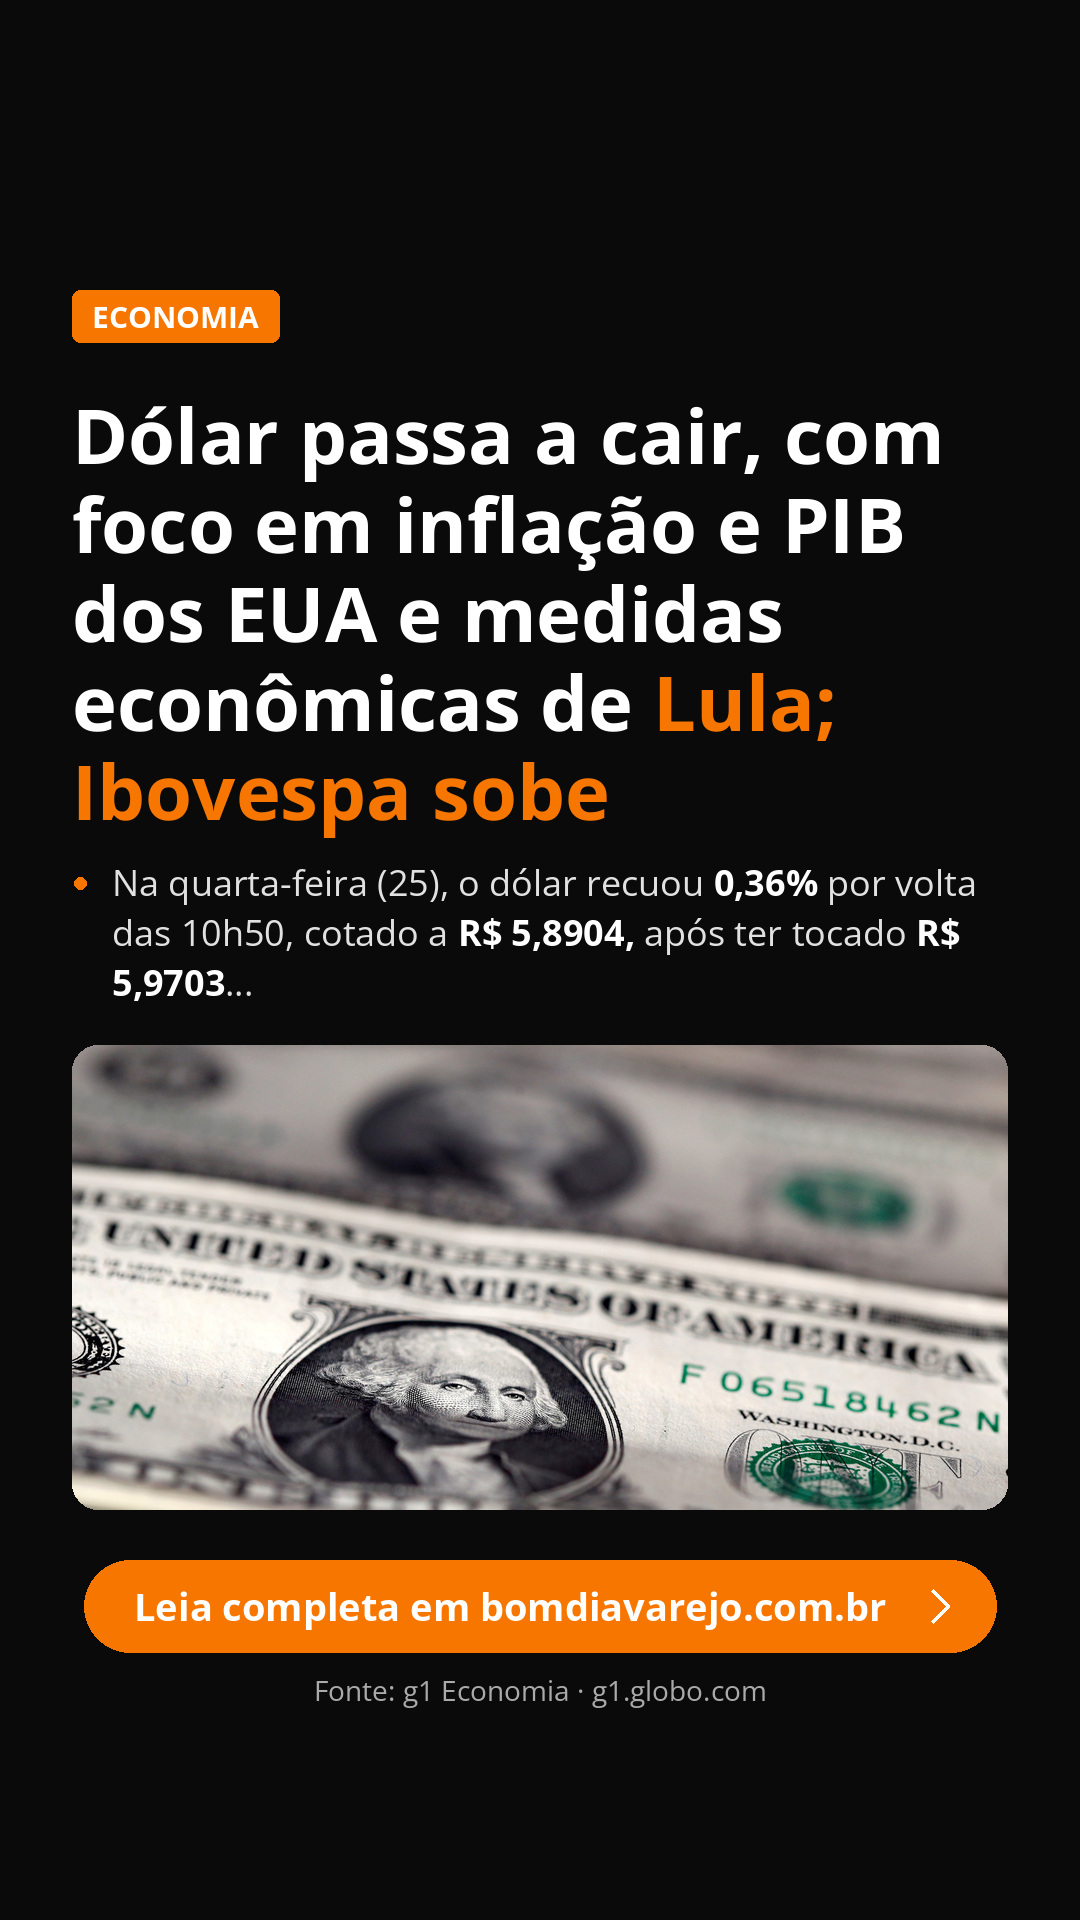 ECONOMIA
Dólar passa a cair, com
foco em inflação e PIB
dos EUA e medidas
econômicas de Lula;
Ibovespa sobe
Na quarta-feira (25), o dólar recuou 0,36% por volta
das 10h50, cotado a R$ 5,8904, após ter tocado R$
5,9703...
UNITED STATES OF AMERICA
F 06518462 N
52 N
WASHINGTON, D.C.
Leia completa em bomdiavarejo.com.br
Fonte: g1 Economia · g1.globo.com